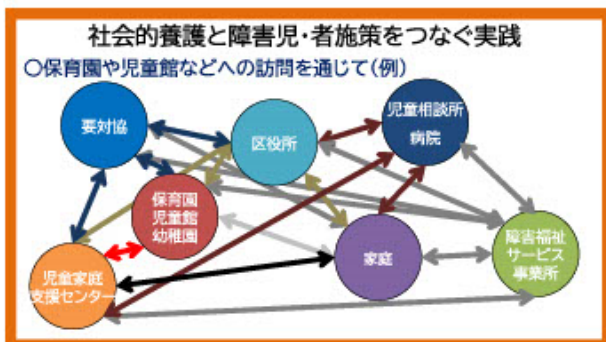 社会的養護と障害児・者施策をつなぐ実践
○保育園や児童館などへの訪問を通じて(例)
要対協
区役所
児童相談所
病院
保育園
児童館
幼稚園
児童家庭
支援センター
家庭
障害福祉
サービス
事業所